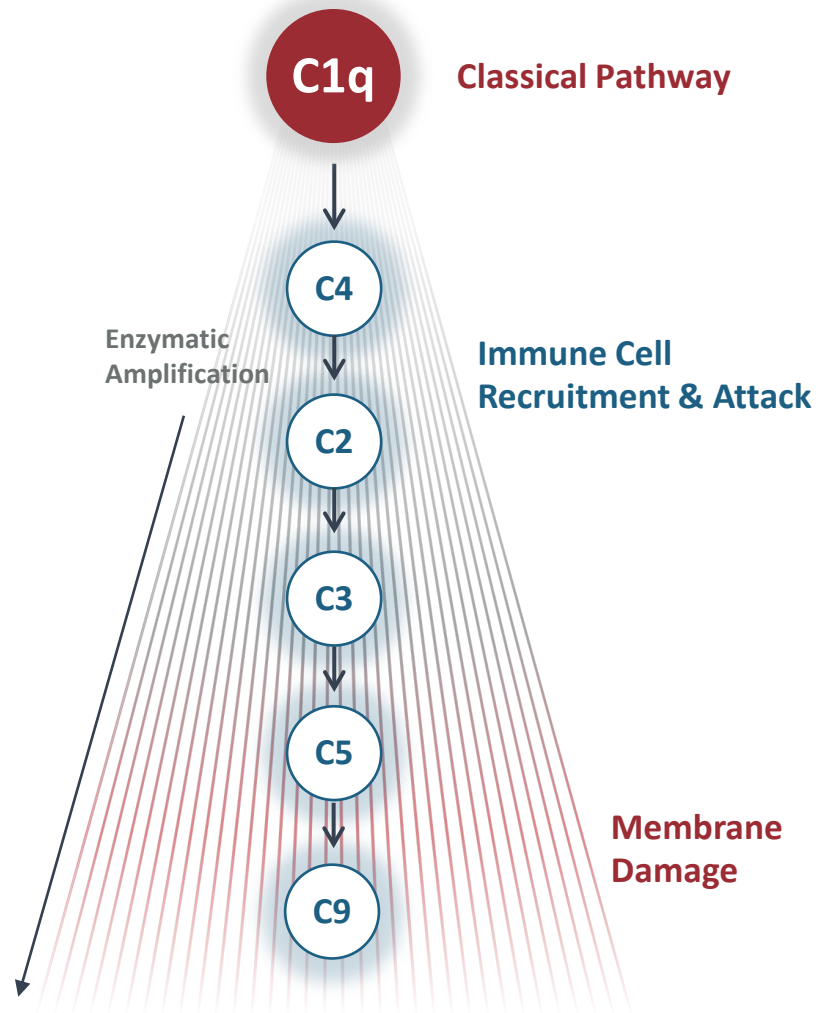 C1q
Classical Pathway
C4
Enzymatic
Amplification
Immune Cell
Recruitment & Attack
C2
C3
C5
Membrane
Damage
C9